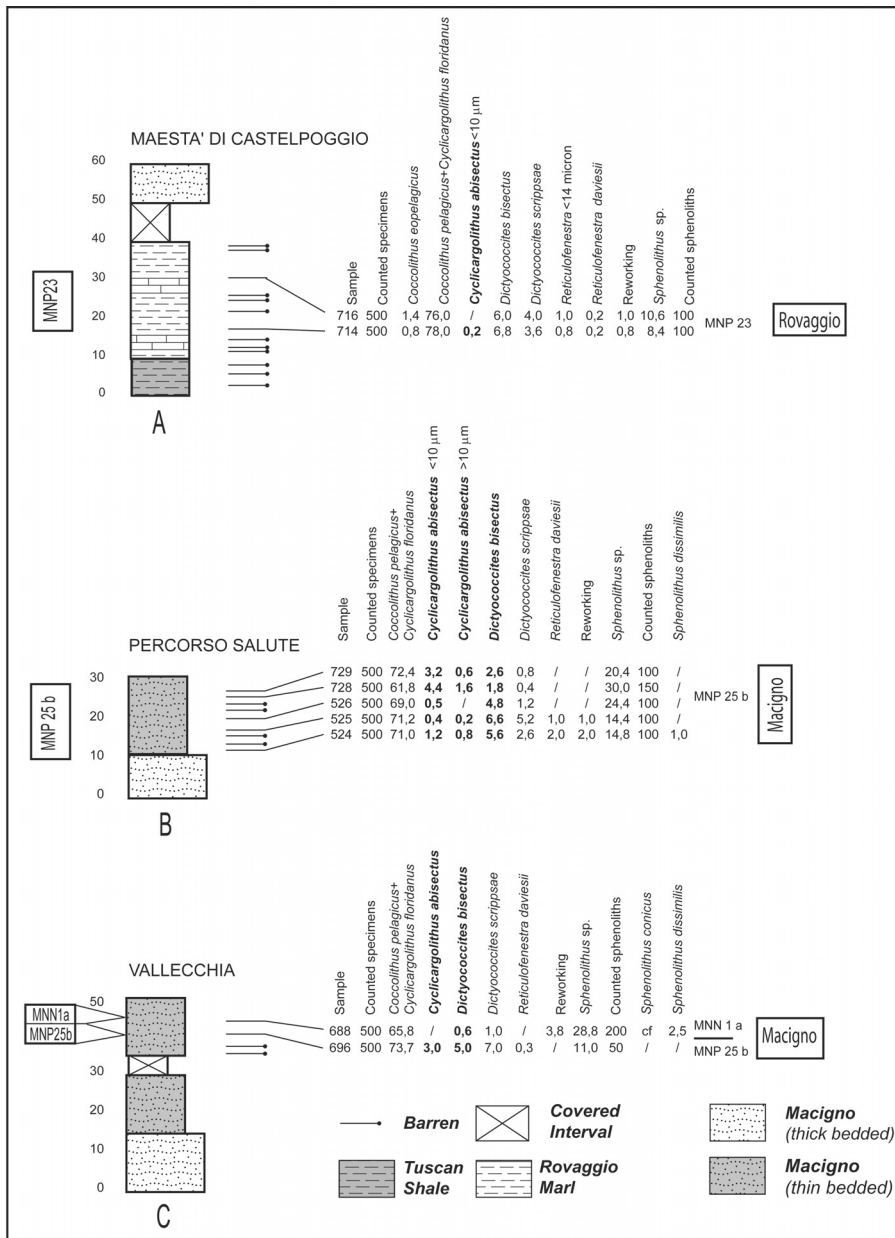 MAESTA' DI CASTELPOGGIO
60
50
40
30
20
10
0
MNP23
A
Sample
Counted specimens
Coccolithus eopelagicus
Coccolithus pelagicus+Cyclicargolithus floridanus
Cyclicargolithus abisectus <10 μm
Dictyococcites bisectus
Dictyococcites scrippsae
Reticulofenestra <14 micron
Reticulofenestra daviesii
Reworking
Sphenolithus sp.
Counted sphenoliths
716 500 1,4 76,0 / 6,0 4,0 1,0 0,2 1,0 10,6 100
714 500 0,8 78,0 0,2 6,8 3,6 0,8 0,2 0,8 8,4 100
MNP 23
Rovaggio
PERCORSO SALUTE
30
20
10
0
MNP 25 b
B
Sample
Counted specimens
Coccolithus pelagicus+
Cyclicargolithus floridanus
Cyclicargolithus abisectus <10 μm
Cyclicargolithus abisectus >10 μm
Dictyococcites bisectus
Dictyococcites scrippsae
Reticulofenestra daviesii
Reworking
Sphenolithus sp.
Counted sphenoliths
Sphenolithus dissimilis
729 500 72,4 3,2 0,6 2,6 0,8 / / 20,4 100 /
728 500 61,8 4,4 1,6 1,8 0,4 / / 30,0 150 /
526 500 69,0 0,5 / 4,8 1,2 / / 24,4 100 /
525 500 71,2 0,4 0,2 6,6 5,2 1,0 1,0 14,4 100 /
524 500 71,0 1,2 0,8 5,6 2,6 2,0 2,0 14,8 100 1,0
MNP 25 b
Macigno
VALLECCHIA
50
30
20
10
0
MNN1a
MNP25b
C
Sample
Counted specimens
Coccolithus pelagicus+
Cyclicargolithus floridanus
Cyclicargolithus abisectus
Dictyococcites bisectus
Dictyococcites scrippsae
Reticulofenestra daviesii
Reworking
Sphenolithus sp.
Counted sphenoliths
Sphenolithus conicus
Sphenolithus dissimilis
688 500 65,8 / 0,6 1,0 / 3,8 28,8 200 cf 2,5
696 500 73,7 3,0 5,0 7,0 0,3 / 11,0 50 / /
MNN 1 a
MNP 25 b
Macigno
Barren
Covered
Interval
Macigno
(thick bedded)
Tuscan
Shale
Rovaggio
Marl
Macigno
(thin bedded)